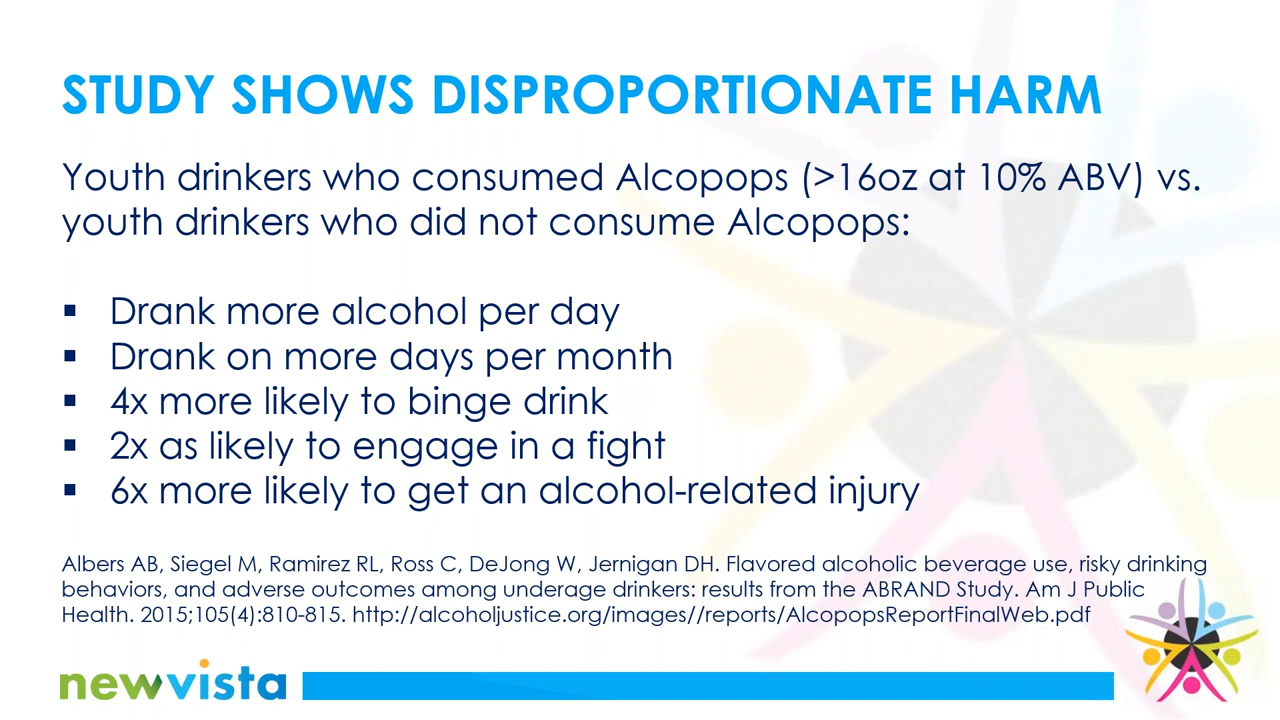 STUDY SHOWS DISPROPORTIONATE HARM
Youth drinkers who consumed Alcopops (>16oz at 10% ABV) vs.
youth drinkers who did not consume Alcopops:
▪ Drank more alcohol per day
▪ Drank on more days per month
▪ 4x more likely to binge drink
▪ 2x as likely to engage in a fight
▪ 6x more likely to get an alcohol-related injury
Albers AB, Siegel M, Ramirez RL, Ross C, DeJong W, Jernigan DH. Flavored alcoholic beverage use, risky drinking
behaviors, and adverse outcomes among underage drinkers: results from the ABRAND Study. Am J Public
Health. 2015;105(4):810-815. http://alcoholjustice.org/images//reports/AlcopopsReportFinalWeb.pdf
newvista